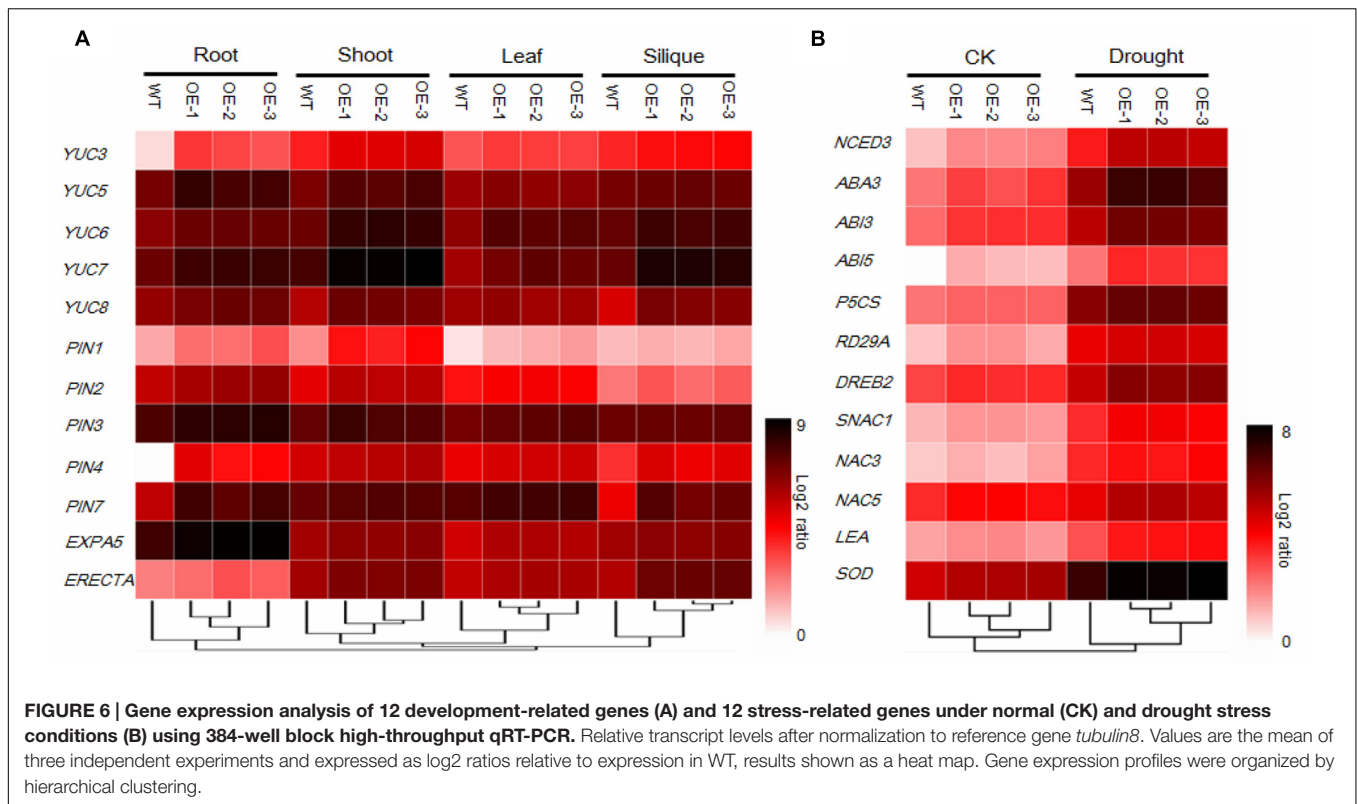 A
Root Shoot Leaf Silique
WT OE-1 OE-2 OE-3 WT OE-1 OE-2 OE-3 WT OE-1 OE-2 OE-3 WT OE-1 OE-2 OE-3
YUC3
YUC5
YUC6
YUC7
YUC8
PIN1
PIN2
PIN3
PIN4
PIN7
EXPA5
ERECTA
9
Log2 ratio
0
B
CK Drought
WT OE-1 OE-2 OE-3 WT OE-1 OE-2 OE-3
NCED3
ABA3
ABI3
ABI5
P5CS
RD29A
DREB2
SNAC1
NAC3
NAC5
LEA
SOD
8
Log2 ratio
0
FIGURE 6 | Gene expression analysis of 12 development-related genes (A) and 12 stress-related genes under normal (CK) and drought stress
conditions (B) using 384-well block high-throughput qRT-PCR. Relative transcript levels after normalization to reference gene tubulin8. Values are the mean of
three independent experiments and expressed as log2 ratios relative to expression in WT, results shown as a heat map. Gene expression profiles were organized by
hierarchical clustering.